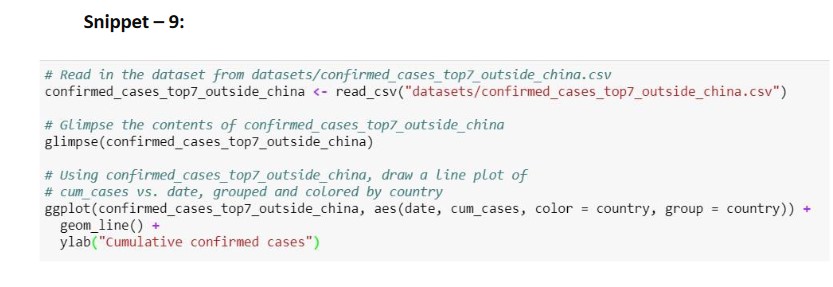 Snippet – 9:
# Read in the dataset from datasets/confirmed_cases_top7_outside_china.csv
confirmed_cases_top7_outside_china <- read_csv("datasets/confirmed_cases_top7_outside_china.csv")
# Glimpse the contents of confirmed_cases_top7_outside_china
glimpse(confirmed_cases_top7_outside_china)
# Using confirmed_cases_top7_outside_china, draw a line plot of
# cum_cases vs. date, grouped and colored by country
ggplot(confirmed_cases_top7_outside_china, aes(date, cum_cases, color = country, group = country)) +
  geom_line() +
  ylab("Cumulative confirmed cases")